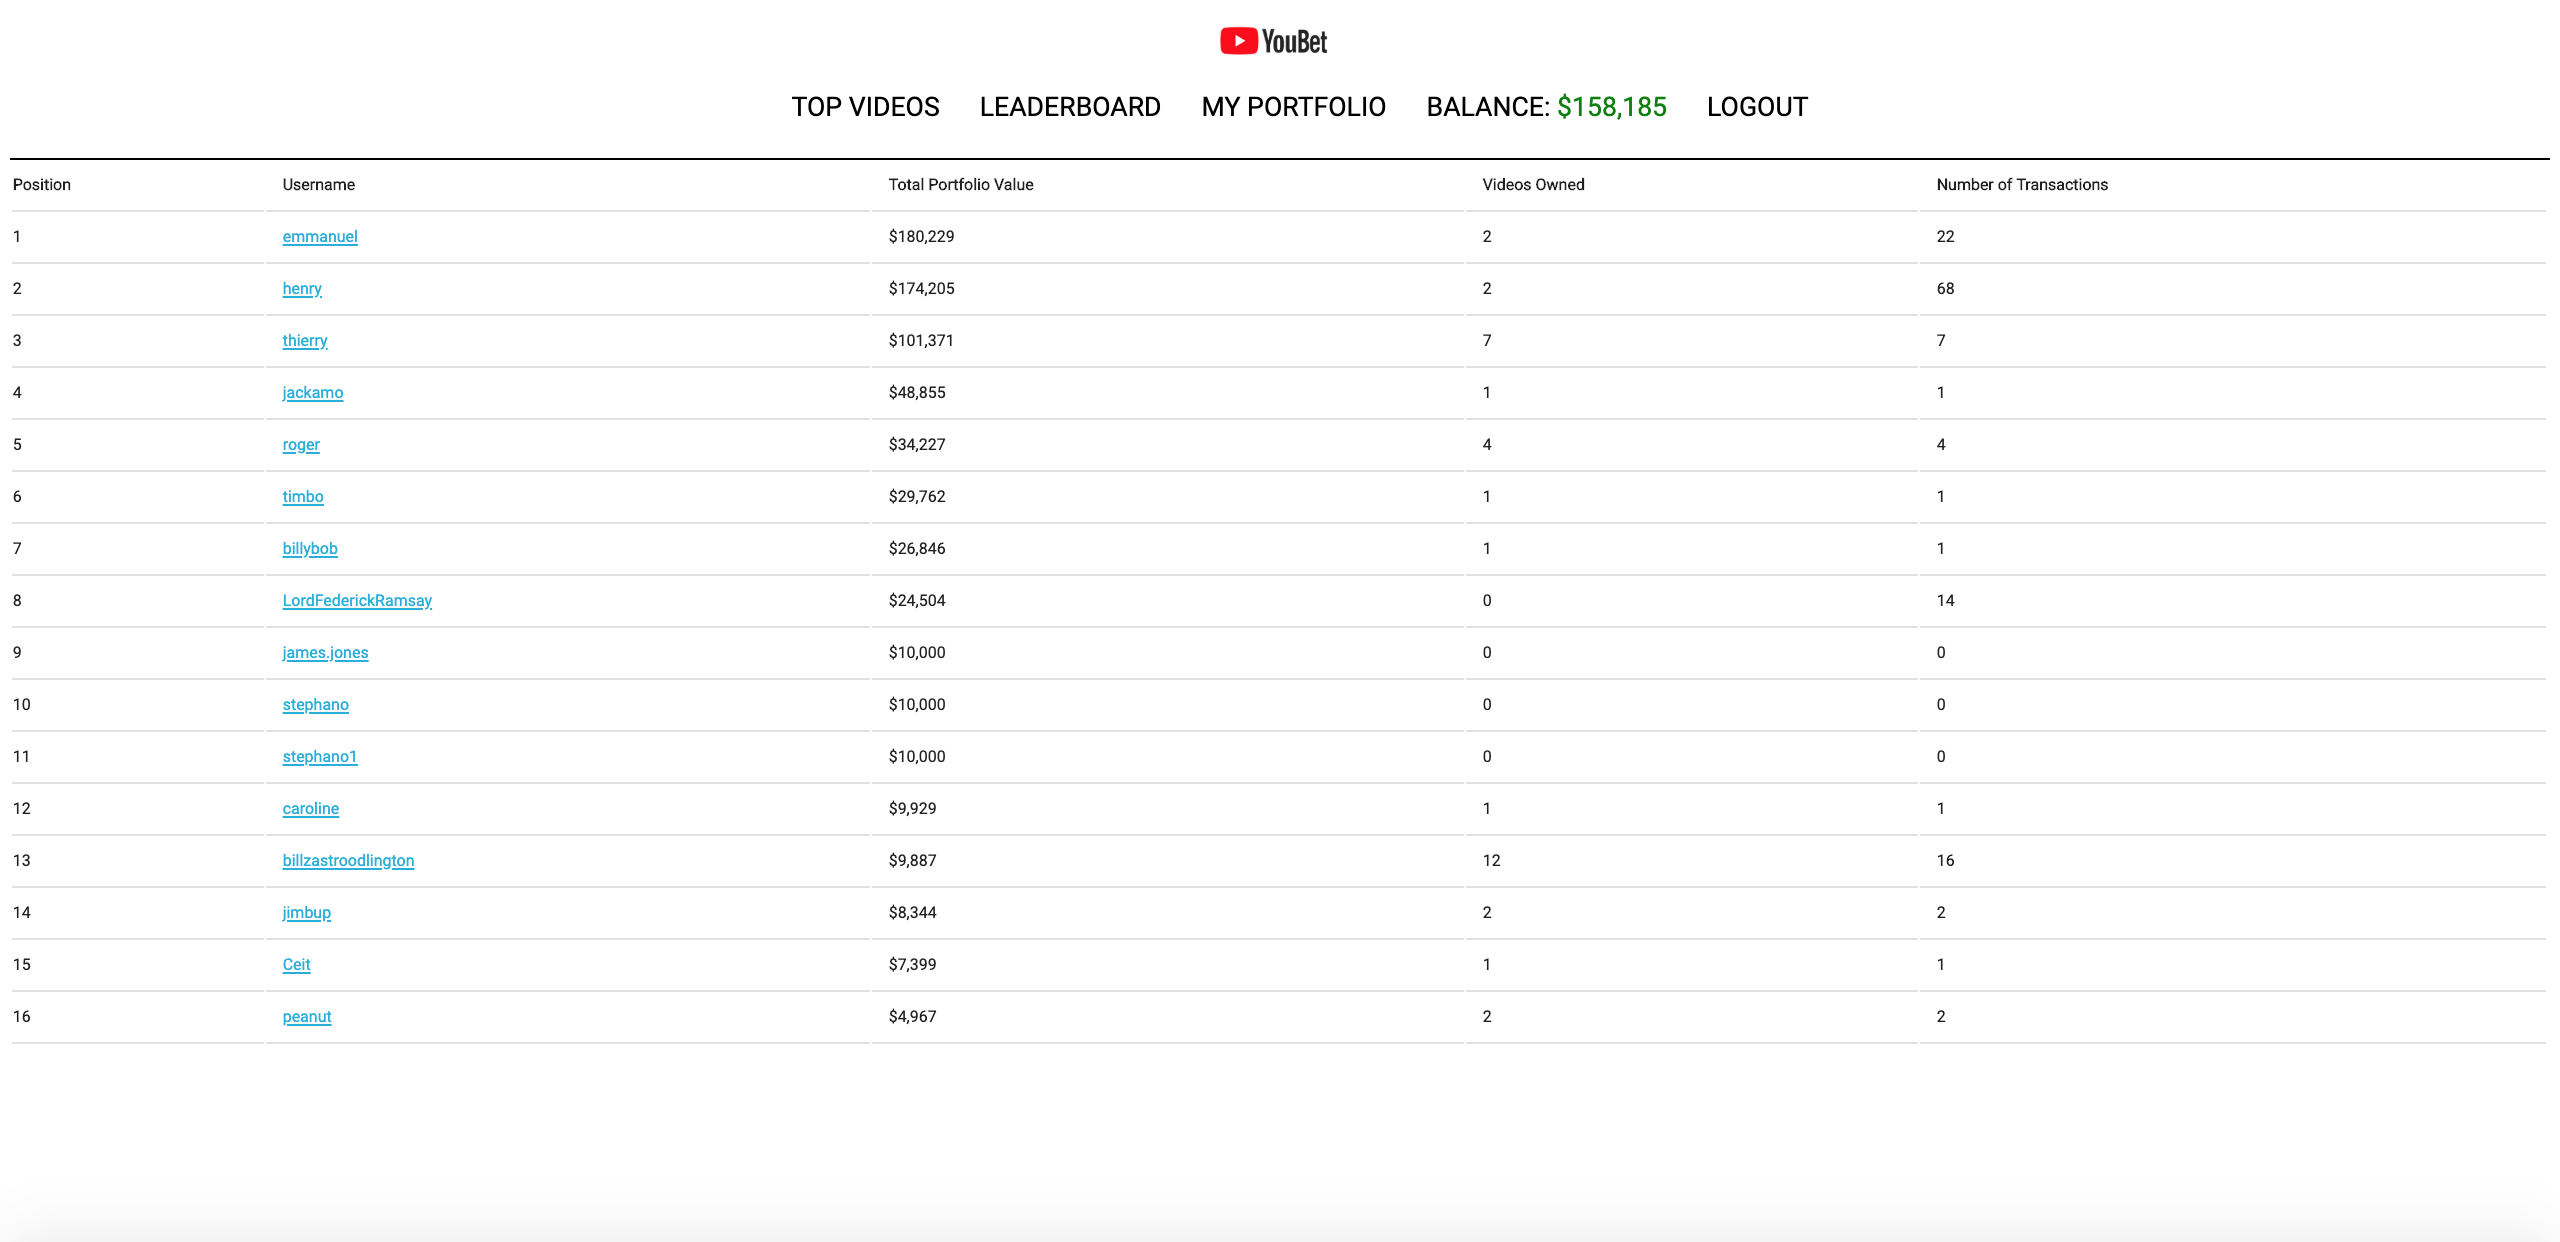 YouBet
TOP VIDEOS LEADERBOARD MY PORTFOLIO BALANCE: $158,185 LOGOUT
Position Username Total Portfolio Value Videos Owned Number of Transactions
1 emmanuel $180,229 2 22
2 henry $174,205 2 68
3 thierry $101,371 7 7
4 jackamo $48,855 1 1
5 roger $34,227 4 4
6 timbo $29,762 1 1
7 billybob $26,846 1 1
8 LordFederickRamsay $24,504 0 14
9 james.jones $10,000 0 0
10 stephano $10,000 0 0
11 stephano1 $10,000 0 0
12 caroline $9,929 1 1
13 billzastroodlington $9,887 12 16
14 jimbup $8,344 2 2
15 Ceit $7,399 1 1
16 peanut $4,967 2 2